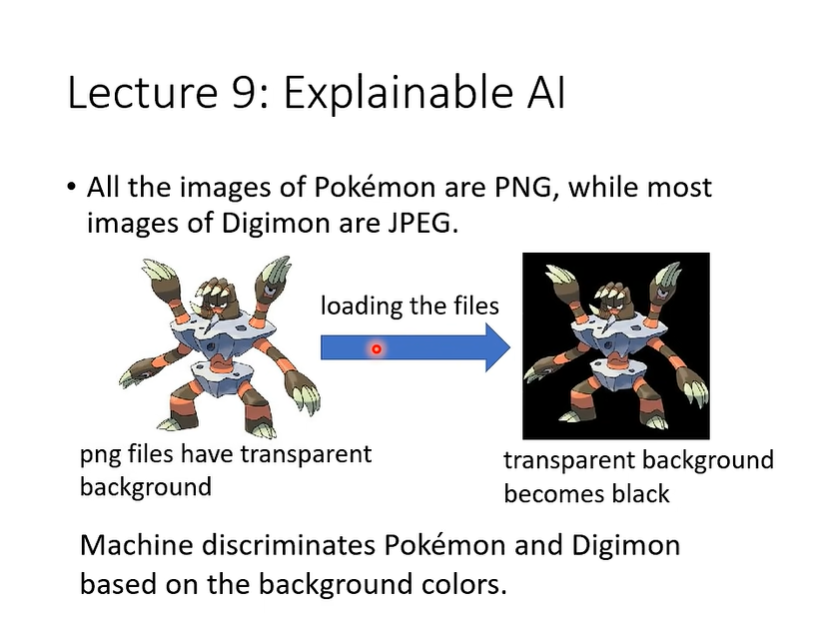 Lecture 9: Explainable AI
• All the images of Pokémon are PNG, while most
images of Digimon are JPEG.
loading the files
png files have transparent
background
transparent background
becomes black
Machine discriminates Pokémon and Digimon
based on the background colors.